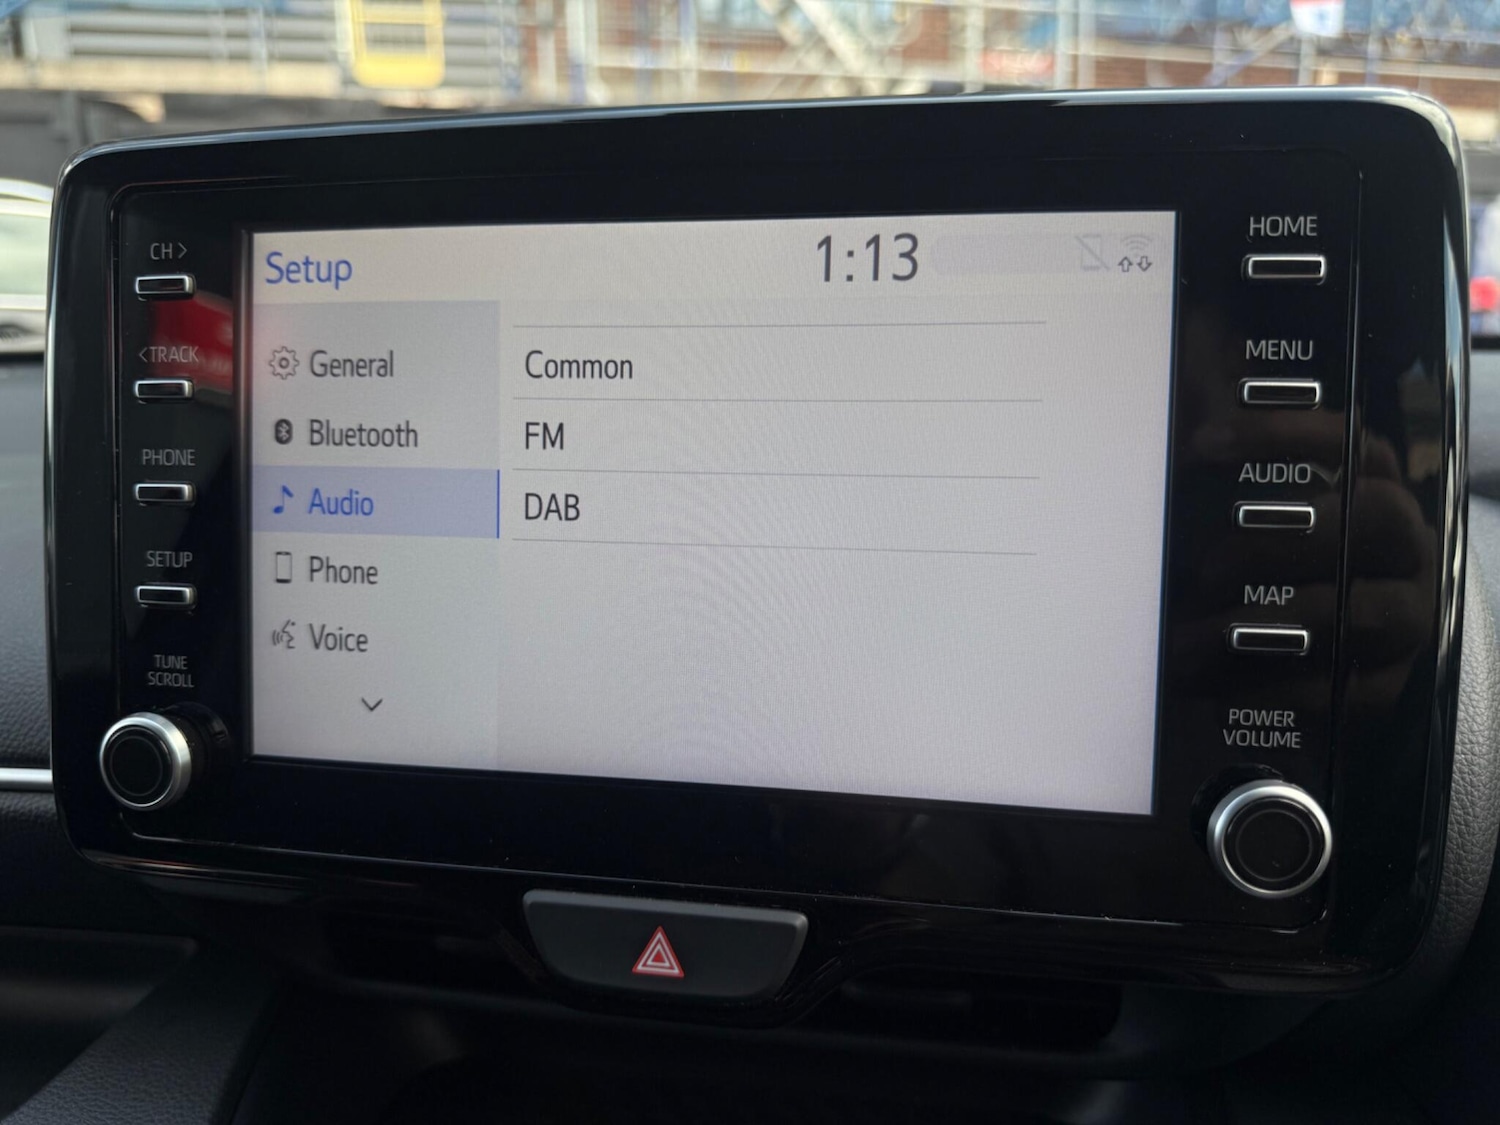 CH >
< TRACK
PHONE
SETUP
TUNE
SCROLL
Setup
1:13
General
Bluetooth
Audio
Phone
Voice
Common
FM
DAB
HOME
MENU
AUDIO
MAP
POWER
VOLUME